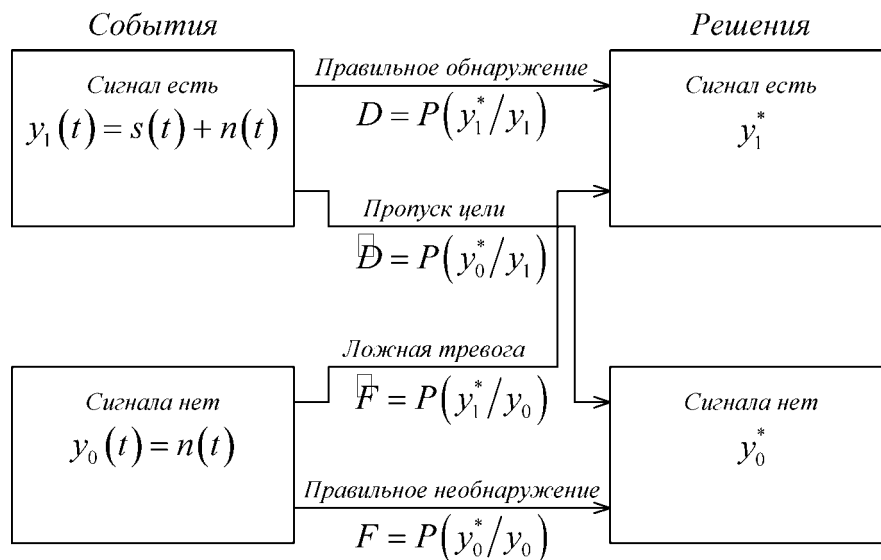 События
Решения
Сигнал есть
y₁(t) = s(t) + n(t)
Правильное обнаружение
D = P(y₁*/y₁)
Сигнал есть
y₁*
Пропуск цели
D = P(y₀*/y₁)
Ложная тревога
F = P(y₁*/y₀)
Сигнала нет
y₀(t) = n(t)
Сигнала нет
y₀*
Правильное необнаружение
F = P(y₀*/y₀)